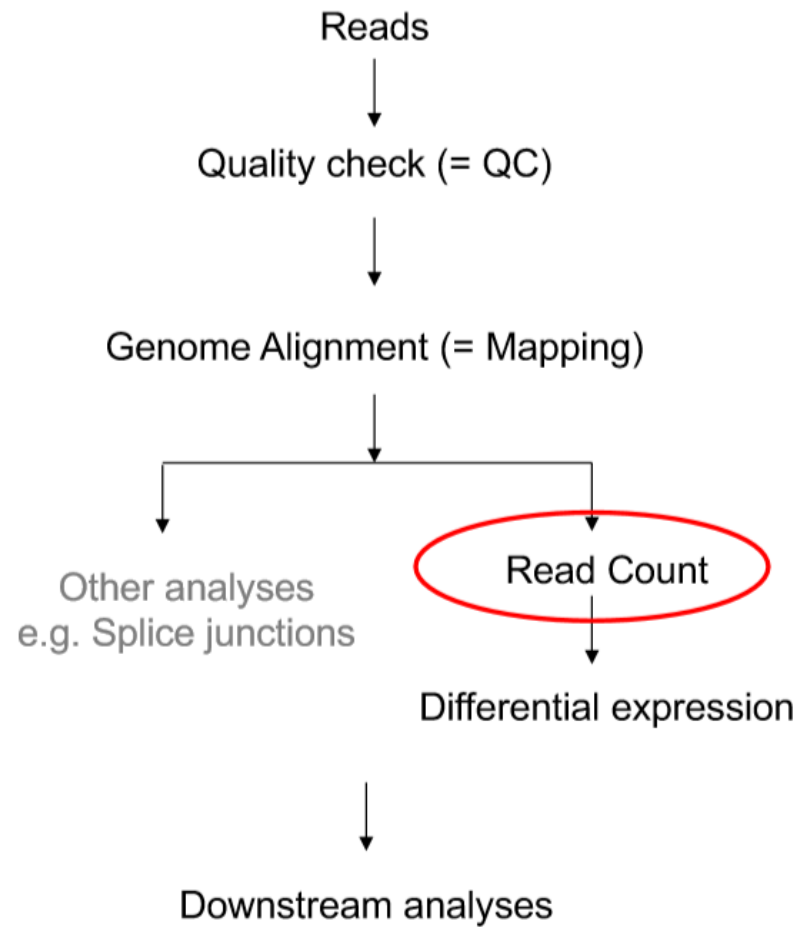 Reads
Quality check (= QC)
Genome Alignment (= Mapping)
Other analyses
e.g. Splice junctions
Read Count
Differential expression
Downstream analyses